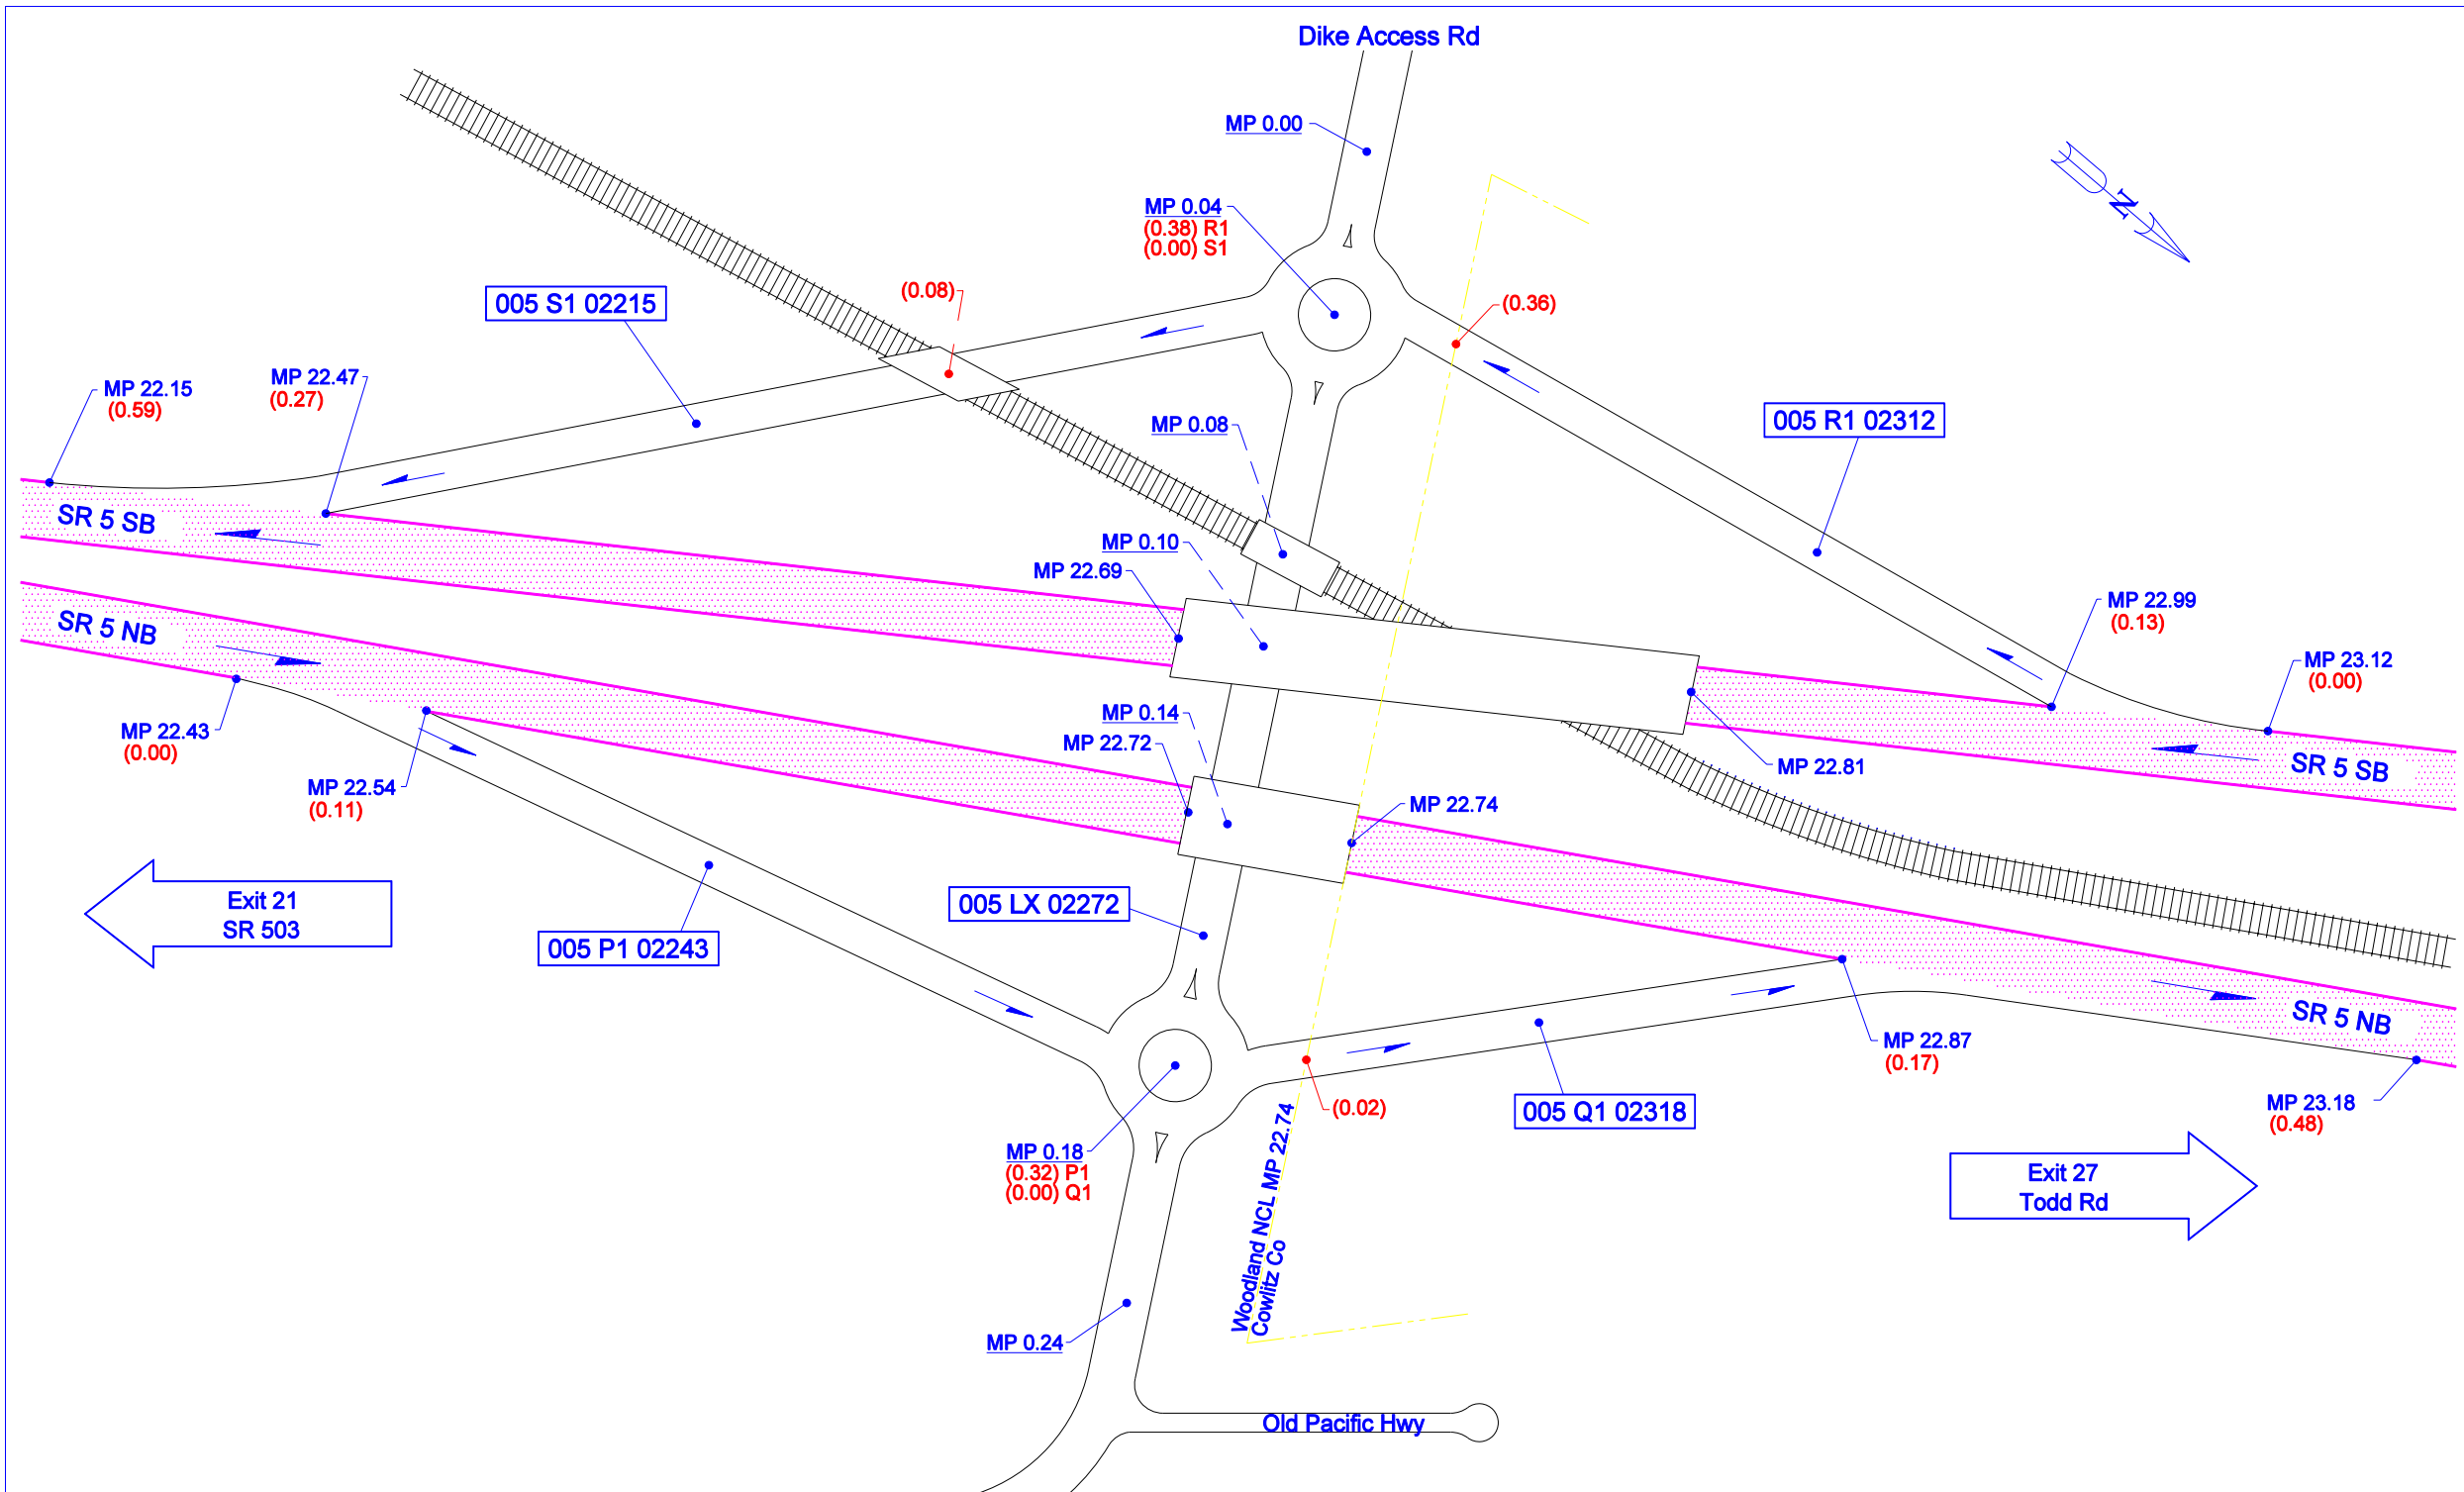 Dike Access Rd
MP 0.00
N
MP 0.04
(0.38) R1
(0.00) S1
(0.08)
005 S1 02215
(0.36)
MP 22.15
(0.59)
MP 22.47
(0.27)
MP 0.08
005 R1 02312
SR 5 SB
MP 0.10
MP 22.69
SR 5 NB
MP 22.99
(0.13)
MP 23.12
(0.00)
MP 22.43
(0.00)
MP 0.14
MP 22.72
MP 22.81
SR 5 SB
MP 22.54
(0.11)
MP 22.74
Exit 21
SR 503
005 LX 02272
005 P1 02243
SR 5 NB
MP 22.87
(0.17)
(0.02)
005 Q1 02318
MP 23.18
(0.48)
MP 0.18
(0.32) P1
(0.00) Q1
Woodland NCL MP 22.74
Cowlitz Co
Exit 27
Todd Rd
MP 0.24
Old Pacific Hwy